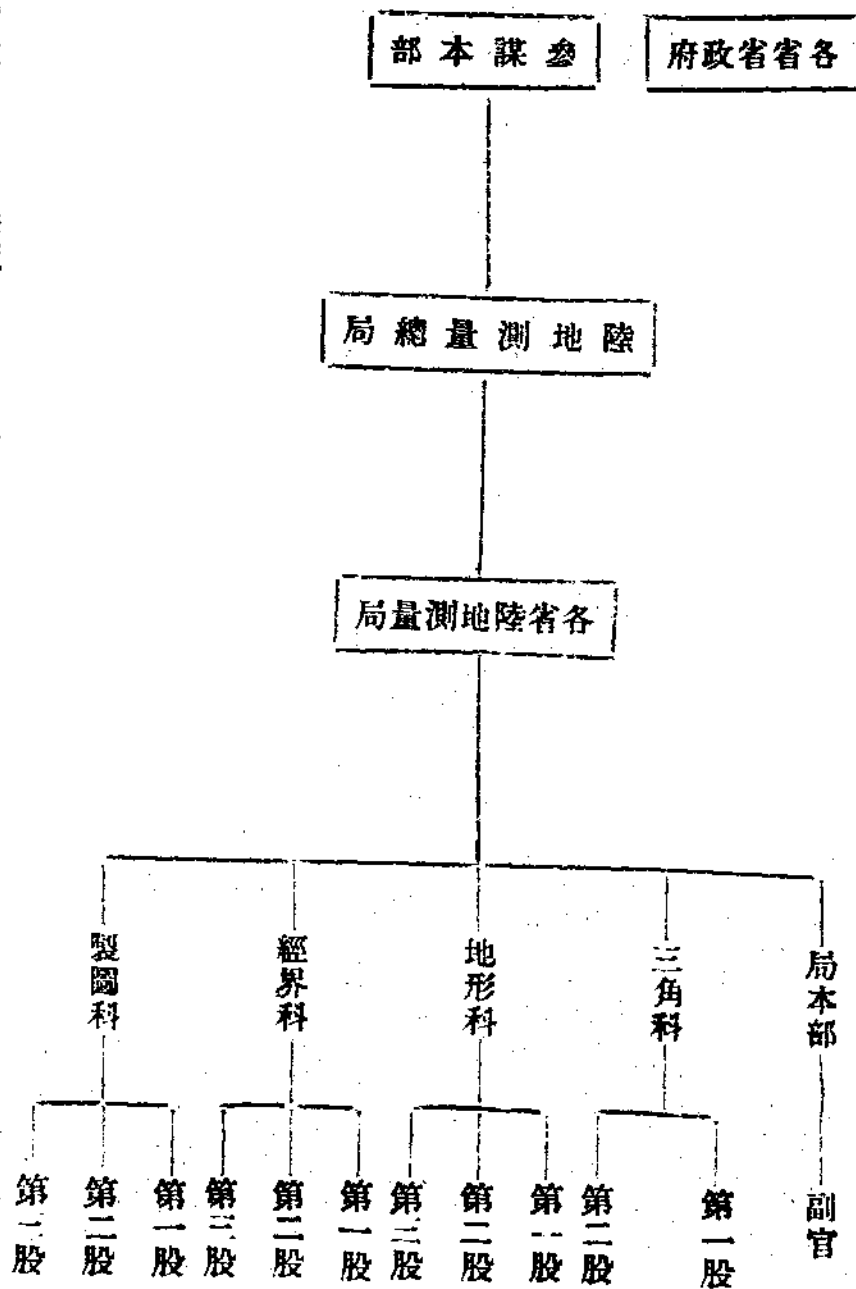 各省省政府
參謀本部
陸地測量總局
各省陸地測量局
局本部
三角科
地形科
經界科
製圖科
副官
第一股
第二股
第一股
第二股
第三股
第一股
第二股
第三股
第一股
第二股
第三股